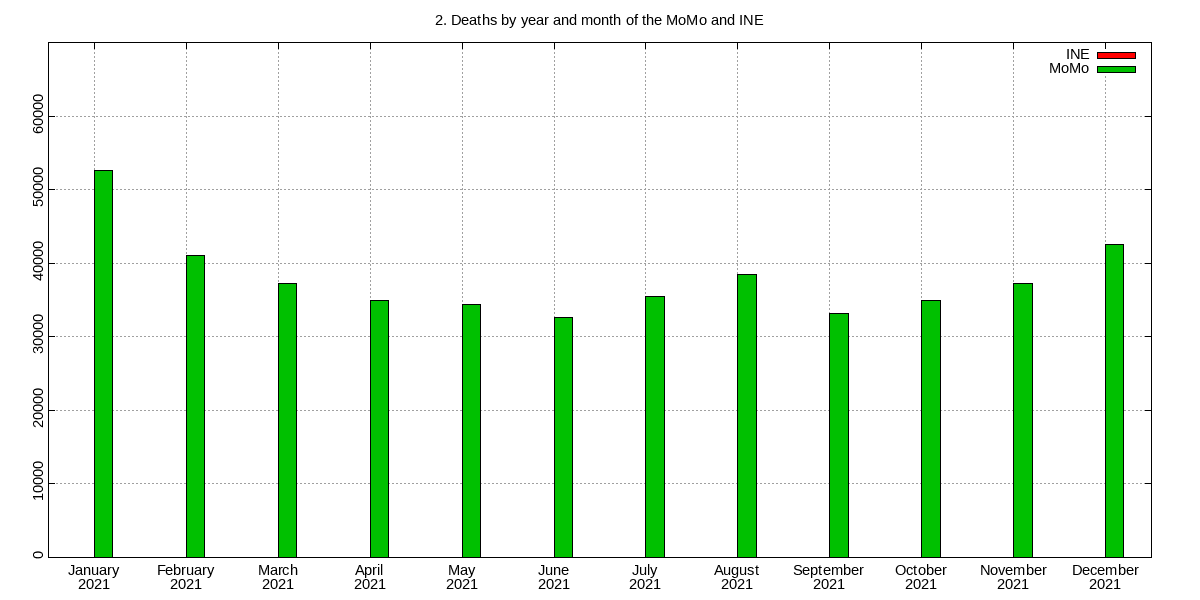 2. Deaths by year and month of the MoMo and INE
INE
MoMo
60000
50000
40000
30000
20000
10000
0
January February March April May June July August September October November December
2021 2021 2021 2021 2021 2021 2021 2021 2021 2021 2021 2021